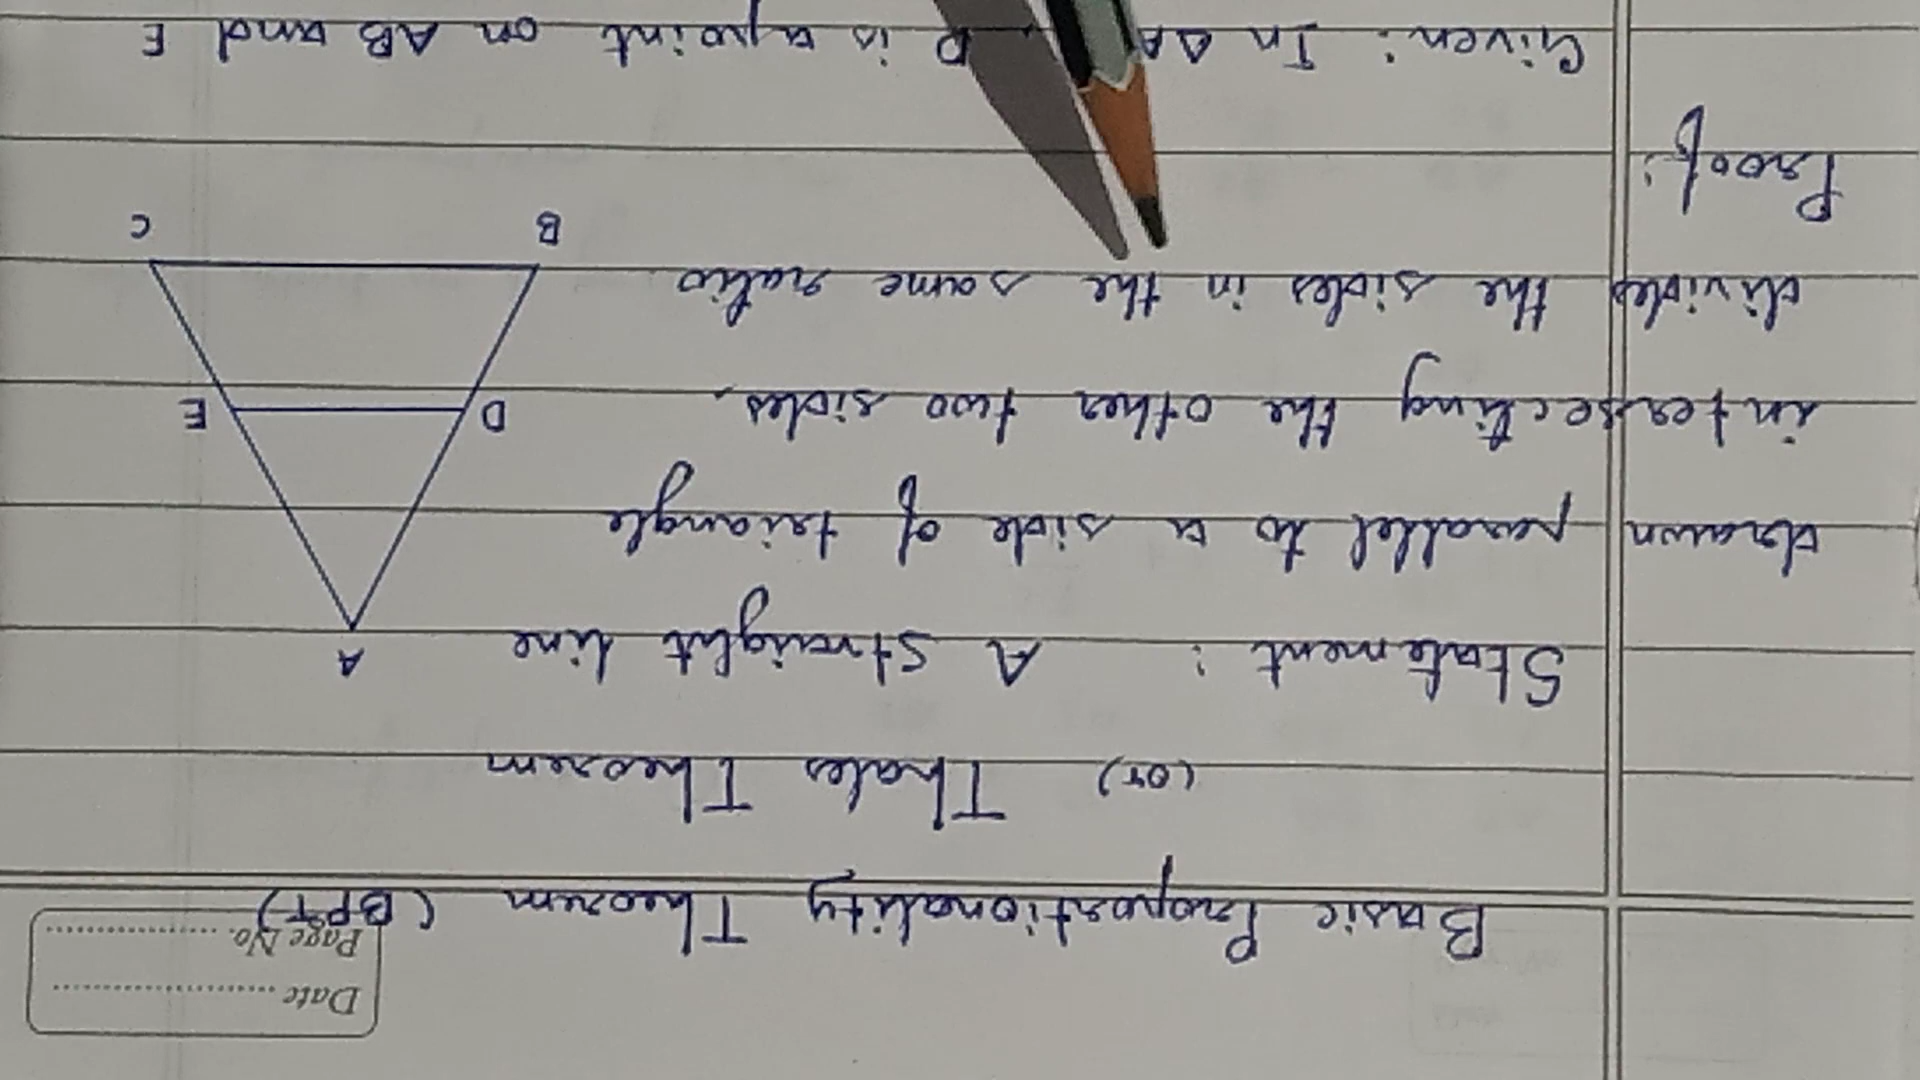 Date
Page No.
Basic Proportionality Theorem (BPT)
(or) Thales Theorem
Statement : A straight line
drawn parallel to a side of triangle
intersecting the other two sides,
divides the sides in the same ratio
A
D
E
B
C
Proof:
Given: In is a point on AB and E